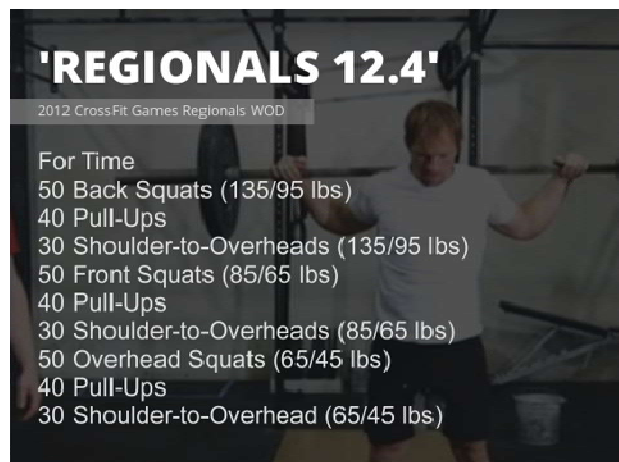 'REGIONALS 12.4'
2012 CrossFit Games Regionals WOD
For Time
50 Back Squats (135/95 lbs)
40 Pull-Ups
30 Shoulder-to-Overheads (135/95 lbs)
50 Front Squats (85/65 lbs)
40 Pull-Ups
30 Shoulder-to-Overheads (85/65 lbs)
50 Overhead Squats (65/45 lbs)
40 Pull-Ups
30 Shoulder-to-Overhead (65/45 lbs)